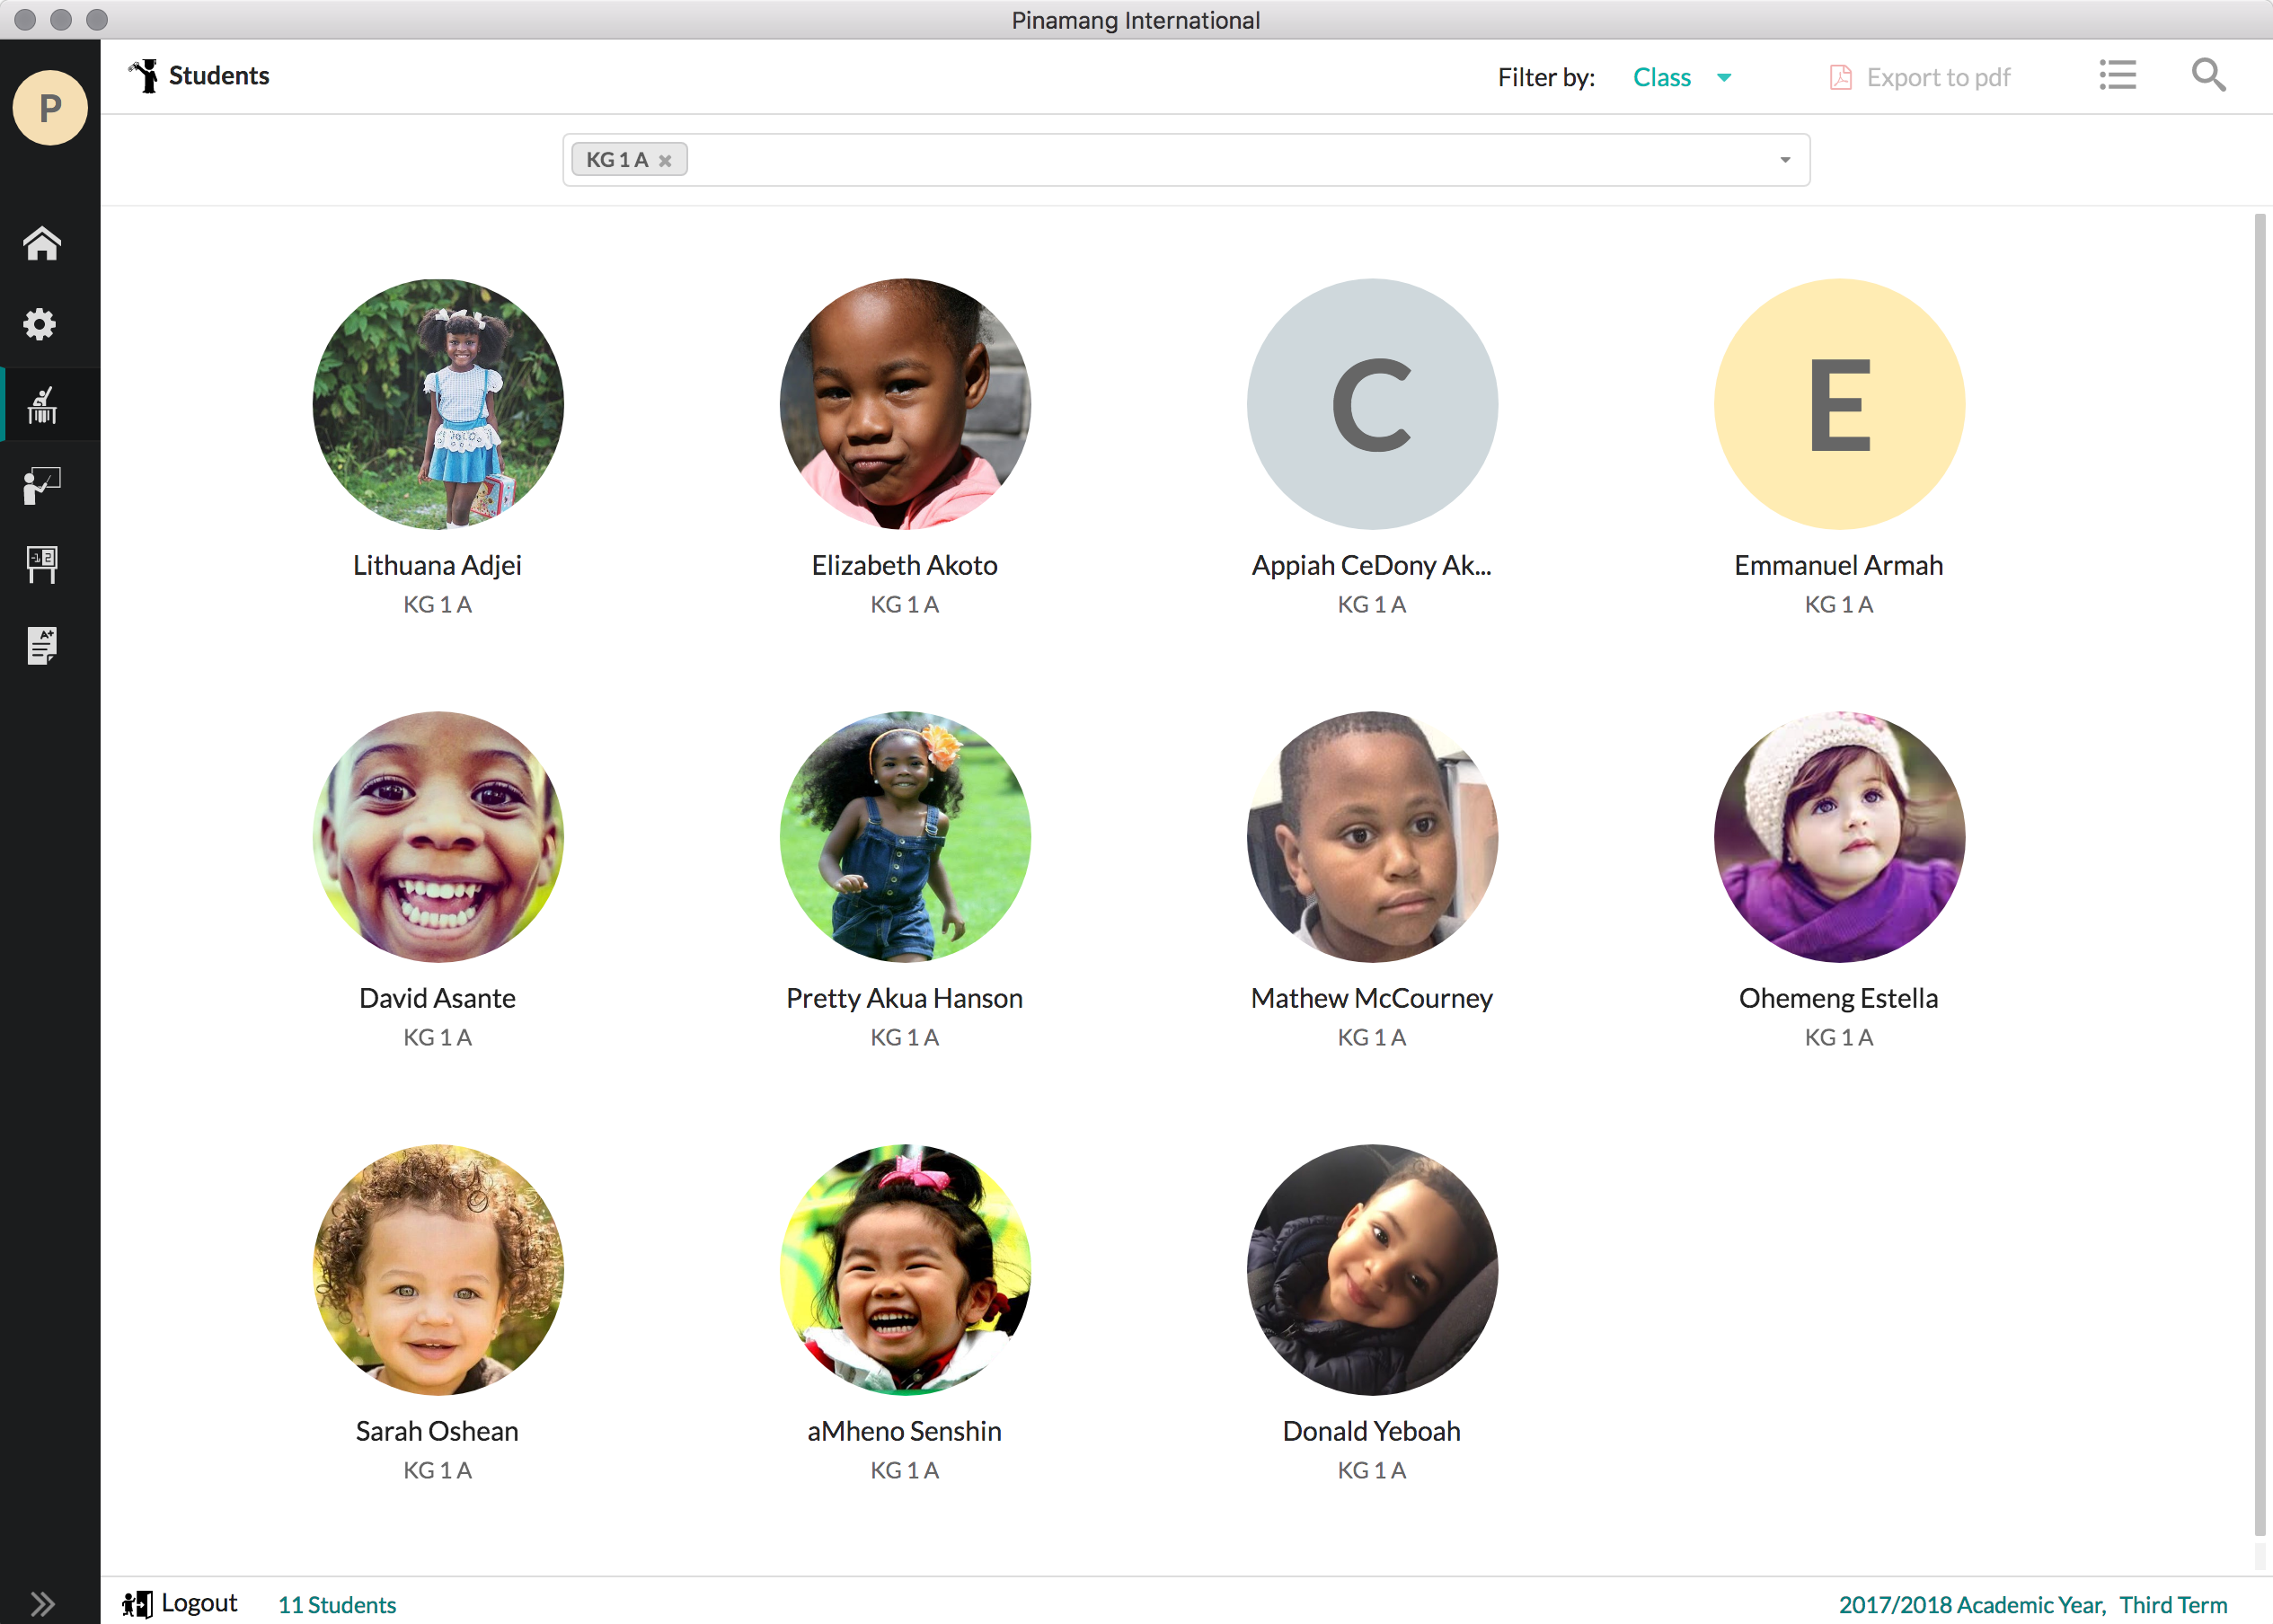 Pinamang International
P
Students
Filter by: Class
Export to pdf
KG 1 A
C
E
Lithuana Adjei
Elizabeth Akoto
Appiah CeDony Ak...
Emmanuel Armah
KG 1 A
KG 1 A
KG 1 A
KG 1 A
David Asante
Pretty Akua Hanson
Mathew McCourney
Ohemeng Estella
KG 1 A
KG 1 A
KG 1 A
KG 1 A
Sarah Oshean
aMheno Senshin
Donald Yeboah
KG 1 A
KG 1 A
KG 1 A
A+
Logout
11 Students
2017/2018 Academic Year, Third Term